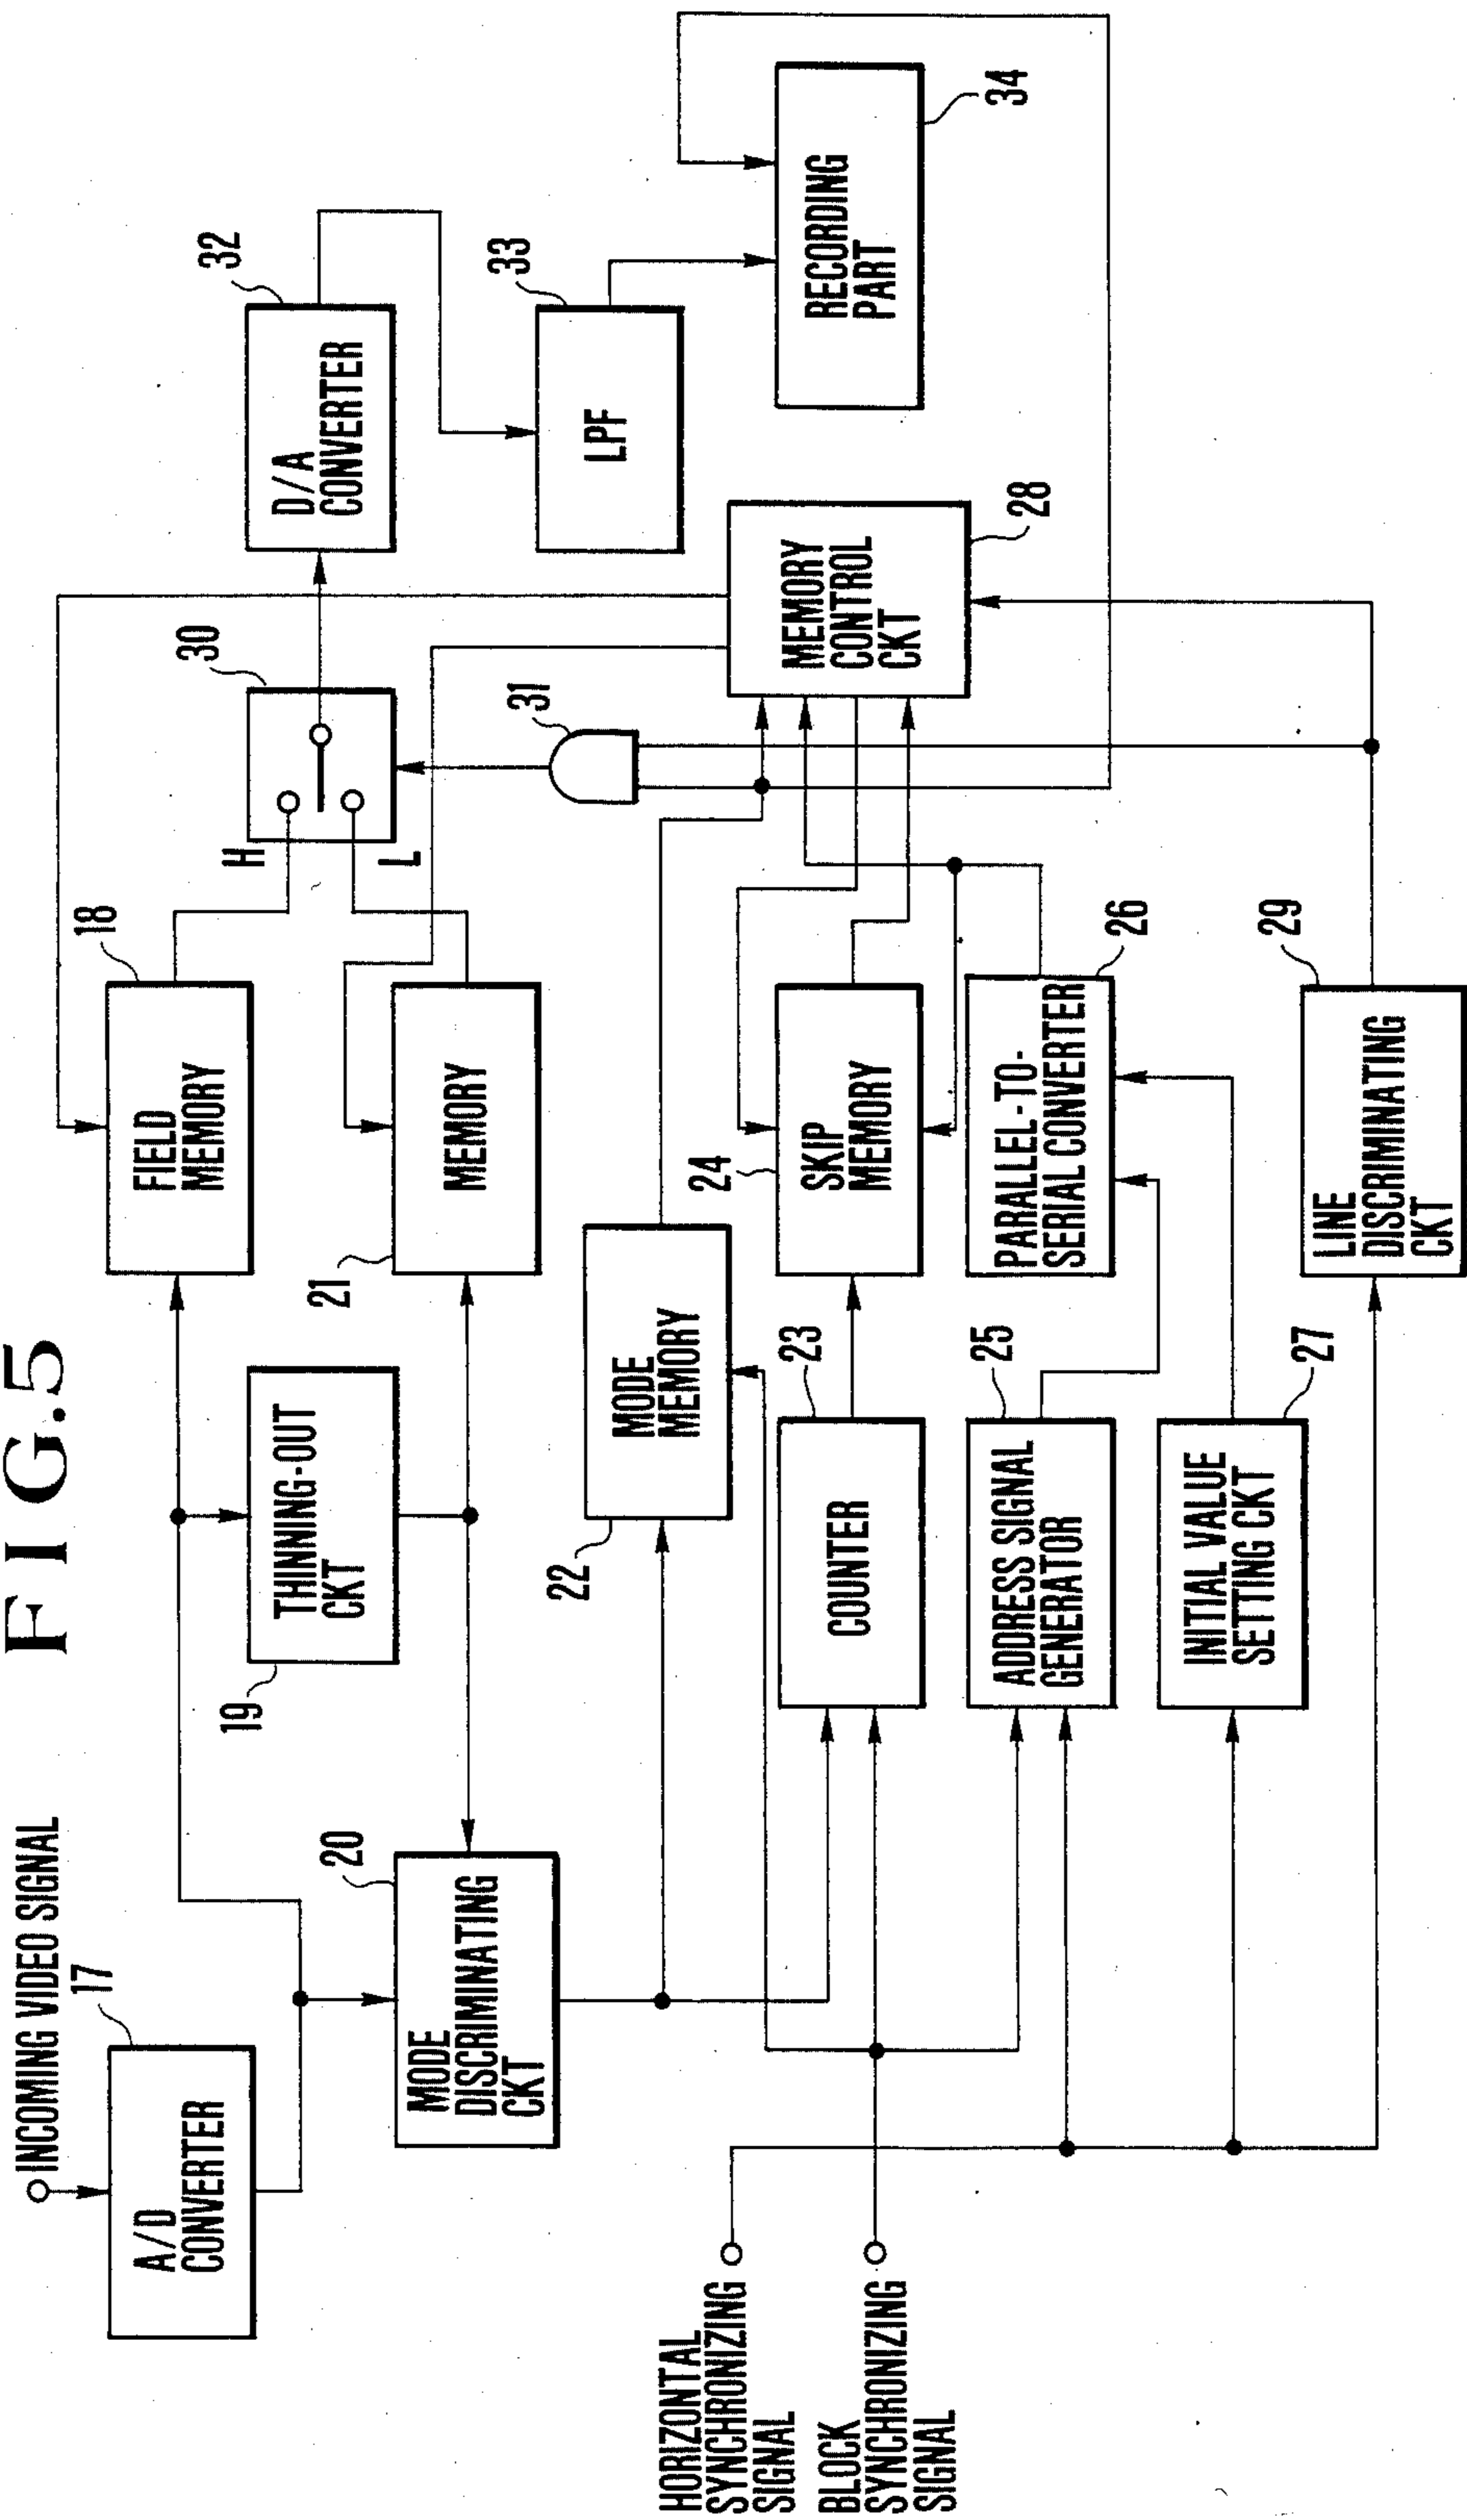 FIG.5
INCOMING VIDEO SIGNAL
17
A/D
CONVERTER
18
FIELD
MEMORY
19
THINNING-OUT
CKT
20
MODE
DISCRIMINATING
CKT
21
MEMORY
22
MODE
MEMORY
23
COUNTER
24
SKIP
MEMORY
25
ADDRESS SIGNAL
GENERATOR
26
PARALLEL-TO-
SERIAL CONVERTER
27
INITIAL VALUE
SETTING CKT
28
MEMORY
CONTROL
CKT
29
LINE
DISCRIMINATING
CKT
30
H
L
31
32
D/A
CONVERTER
33
LPF
34
RECORDING
PART
HORIZONTAL
SYNCHRONIZING
SIGNAL
BLOCK
SYNCHRONIZING
SIGNAL